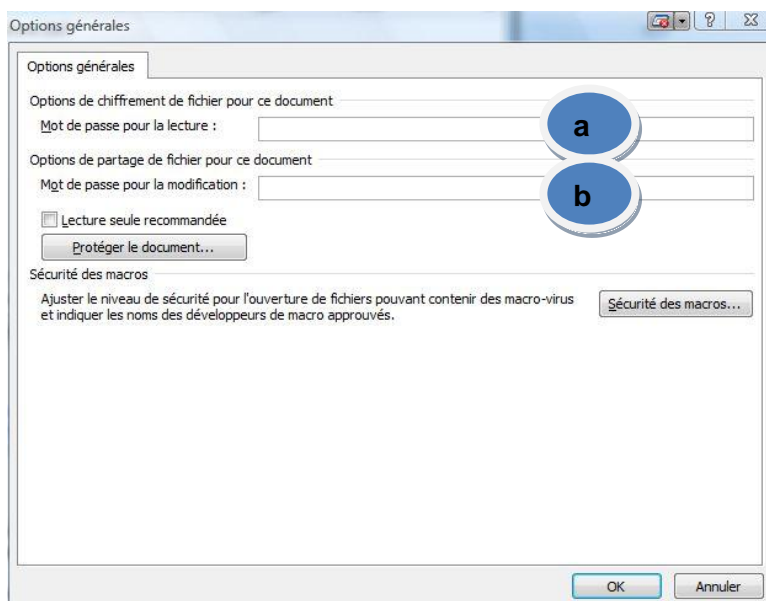 Options générales
Options générales
Options de chiffrement de fichier pour ce document
Mot de passe pour la lecture :
a
Options de partage de fichier pour ce document
Mot de passe pour la modification :
b
Lecture seule recommandée
Protéger le document...
Sécurité des macros
Ajuster le niveau de sécurité pour l'ouverture de fichiers pouvant contenir des macro-virus
et indiquer les noms des développeurs de macro approuvés.
Sécurité des macros...
OK
Annuler